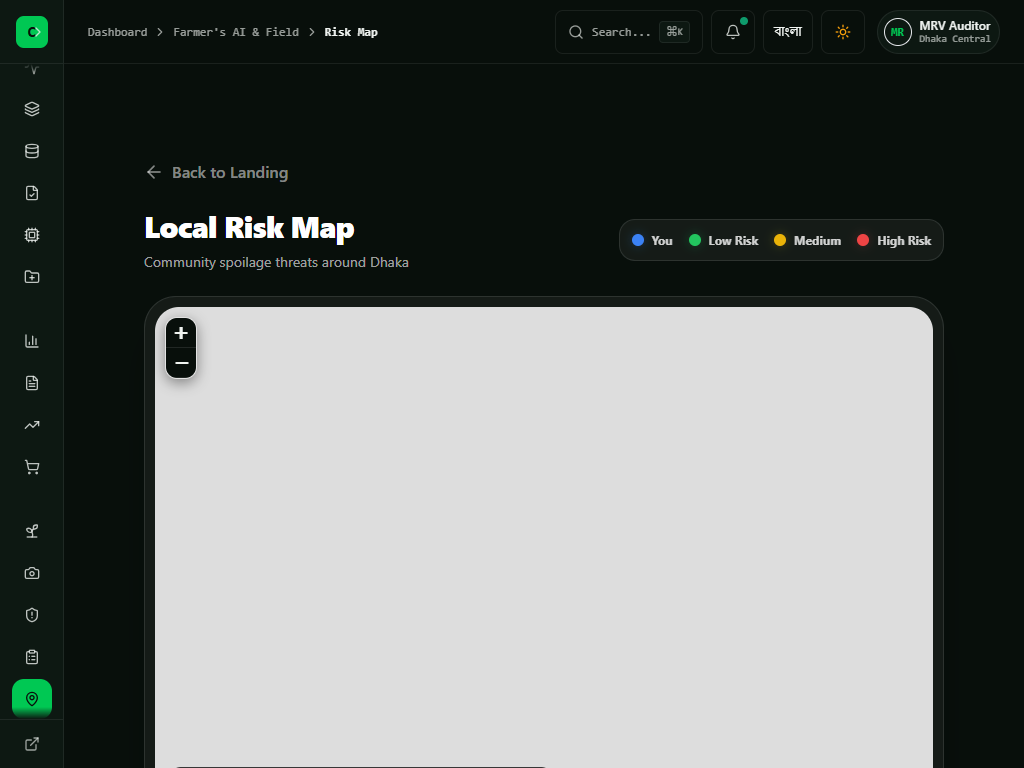 C
Dashboard > Farmer's AI & Field > Risk Map
Search... ⌘K
বাংলা
MR
MRV Auditor
Dhaka Central
Back to Landing
Local Risk Map
Community spoilage threats around Dhaka
You Low Risk Medium High Risk
+
−